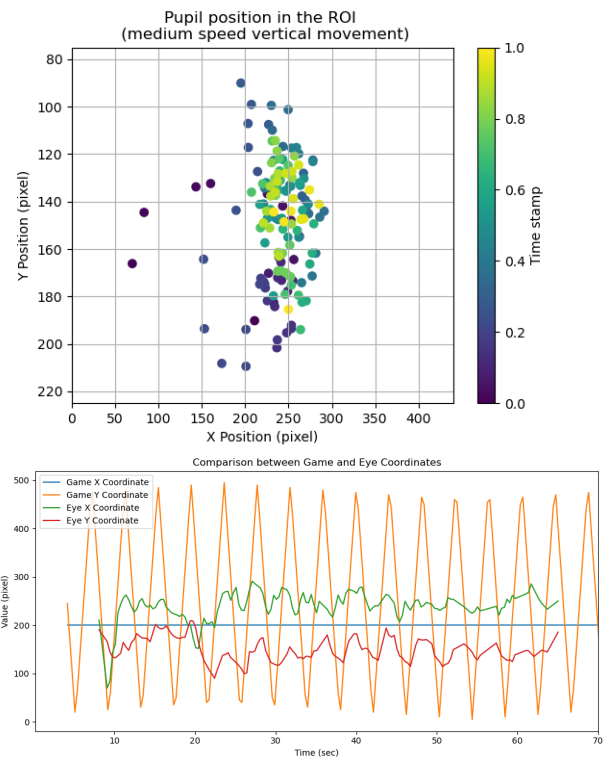 Pupil position in the ROI
(medium speed vertical movement)
80
100
120
140
160
180
200
220
Y Position (pixel)
0 50 100 150 200 250 300 350 400
X Position (pixel)
1.0
0.8
0.6
0.4
0.2
0.0
Time stamp
Comparison between Game and Eye Coordinates
Game X Coordinate
Game Y Coordinate
Eye X Coordinate
Eye Y Coordinate
500
400
300
200
100
0
Value (pixel)
10 20 30 40 50 60 70
Time (sec)